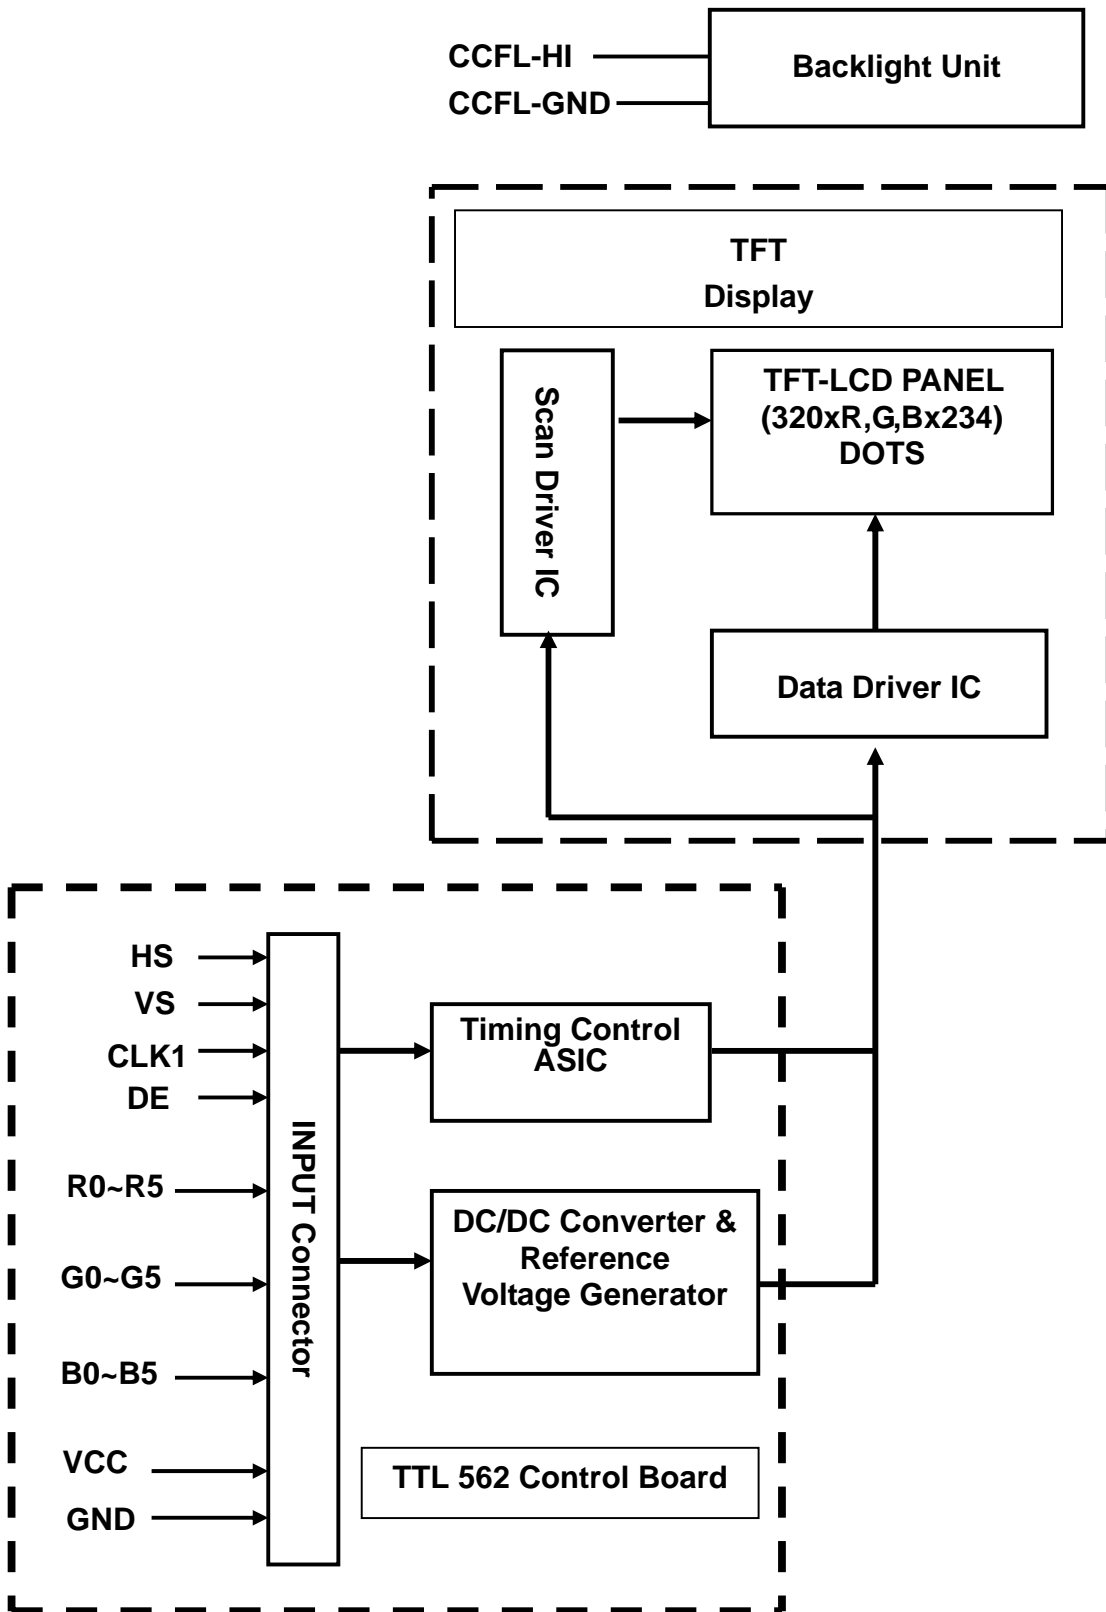 CCFL-HI
CCFL-GND
Backlight Unit
TFT
Display
Scan Driver IC
TFT-LCD PANEL
(320xR,G,Bx234)
DOTS
Data Driver IC
HS
VS
CLK1
DE
R0~R5
G0~G5
B0~B5
VCC
GND
INPUT Connector
Timing Control
ASIC
DC/DC Converter &
Reference
Voltage Generator
TTL 562 Control Board